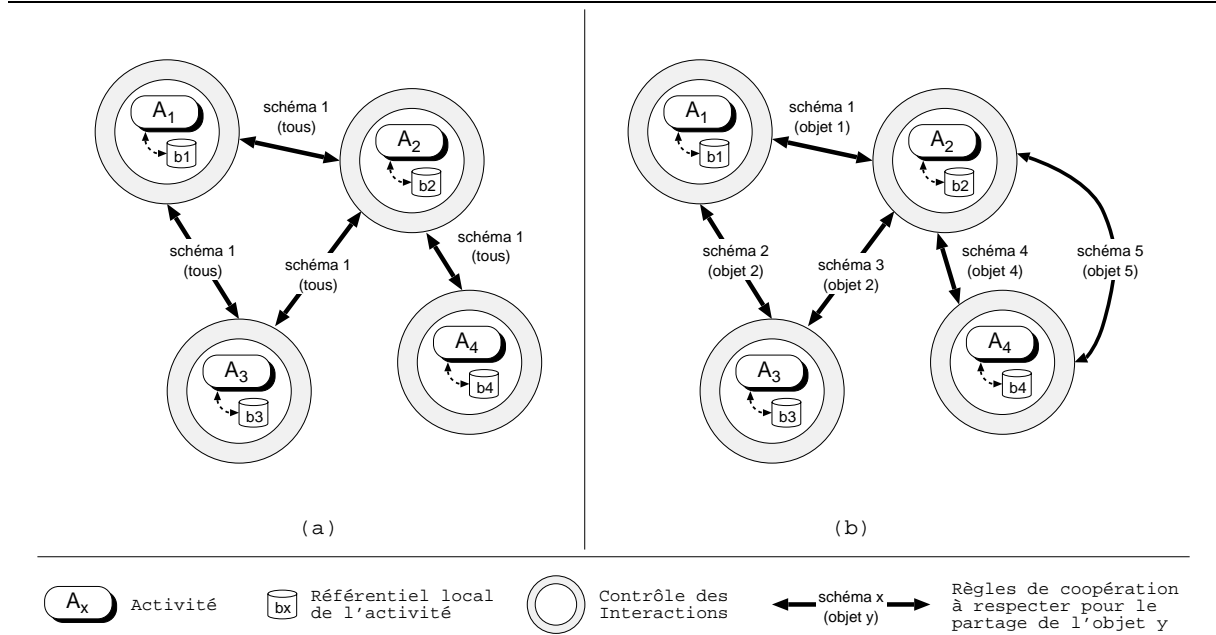 A1
b1
schéma 1
(tous)
A2
b2
schéma 1
(tous)
schéma 1
(tous)
schéma 1
(tous)
A3
b3
A4
b4
(a)
A1
b1
schéma 1
(objet 1)
A2
b2
schéma 2
(objet 2)
schéma 3
(objet 2)
schéma 4
(objet 4)
schéma 5
(objet 5)
A3
b3
A4
b4
(b)
Ax
Activité
bx
Référentiel local
de l'activité
Contrôle des
Interactions
schéma x
(objet y)
Règles de coopération
à respecter pour le
partage de l'objet y